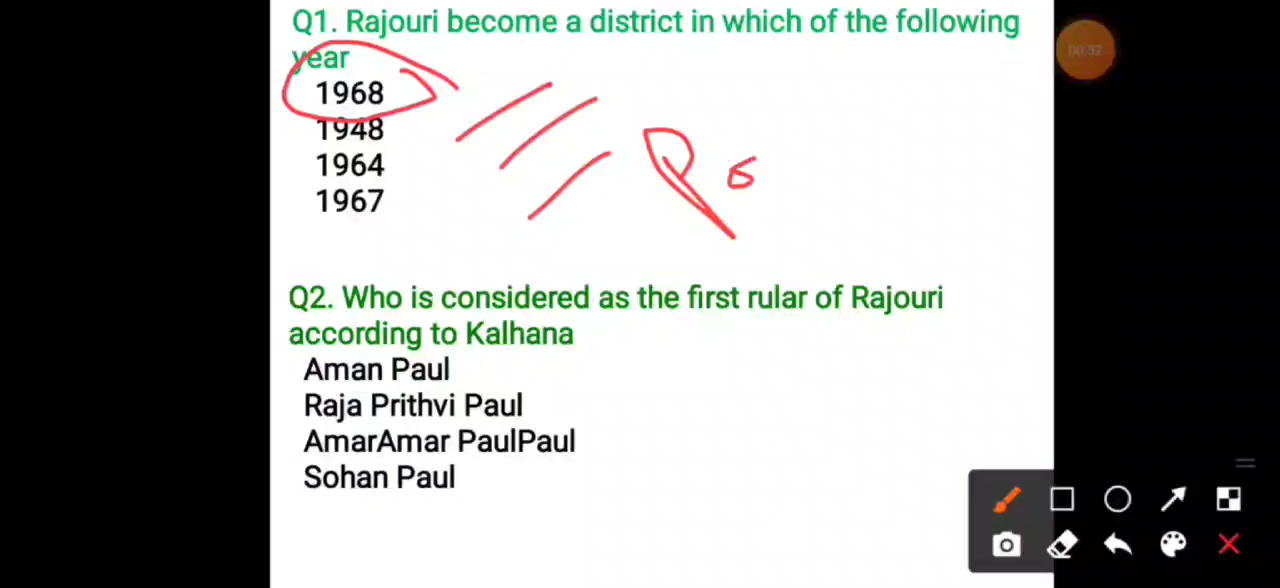 Q1. Rajouri become a district in which of the following
year
1968
1948
1964
1967
Q2. Who is considered as the first rular of Rajouri
according to Kalhana
Aman Paul
Raja Prithvi Paul
AmarAmar PaulPaul
Sohan Paul